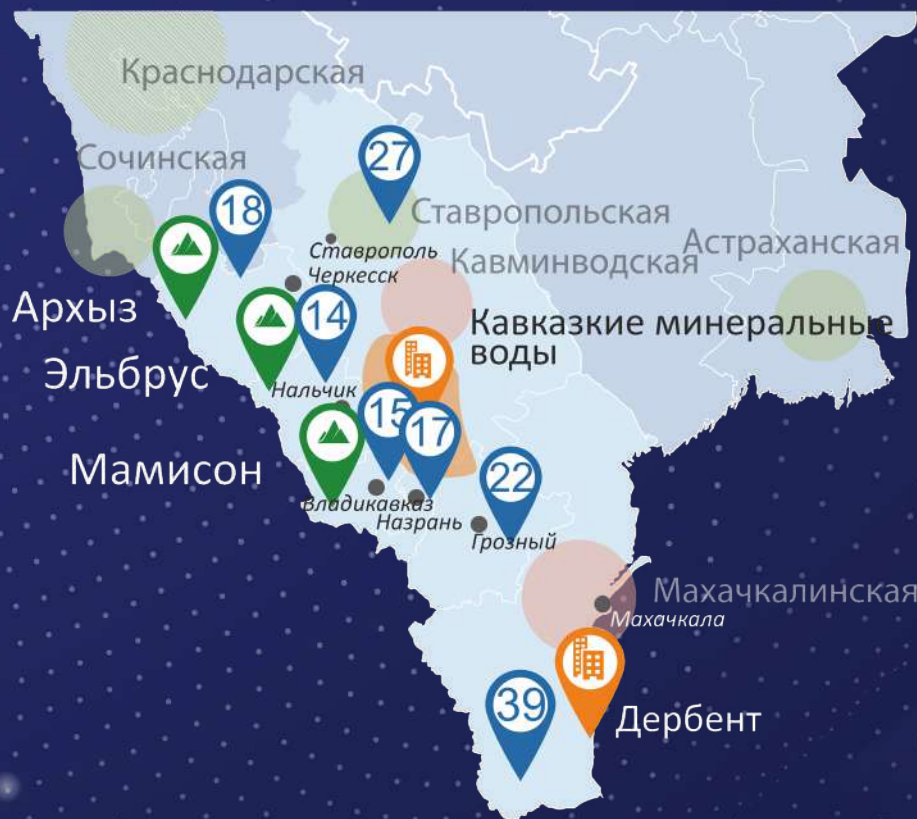 Краснодарская
Сочинская
27
18
Ставропольская
Ставрополь
Астраханская
Кавминводская
Черкесск
Архыз
14
Кавказкие минеральные
воды
Эльбрус
Нальчик
15
17
Мамисон
22
Владикавказ
Назрань
Грозный
Махачкалинская
Махачкала
39
Дербент